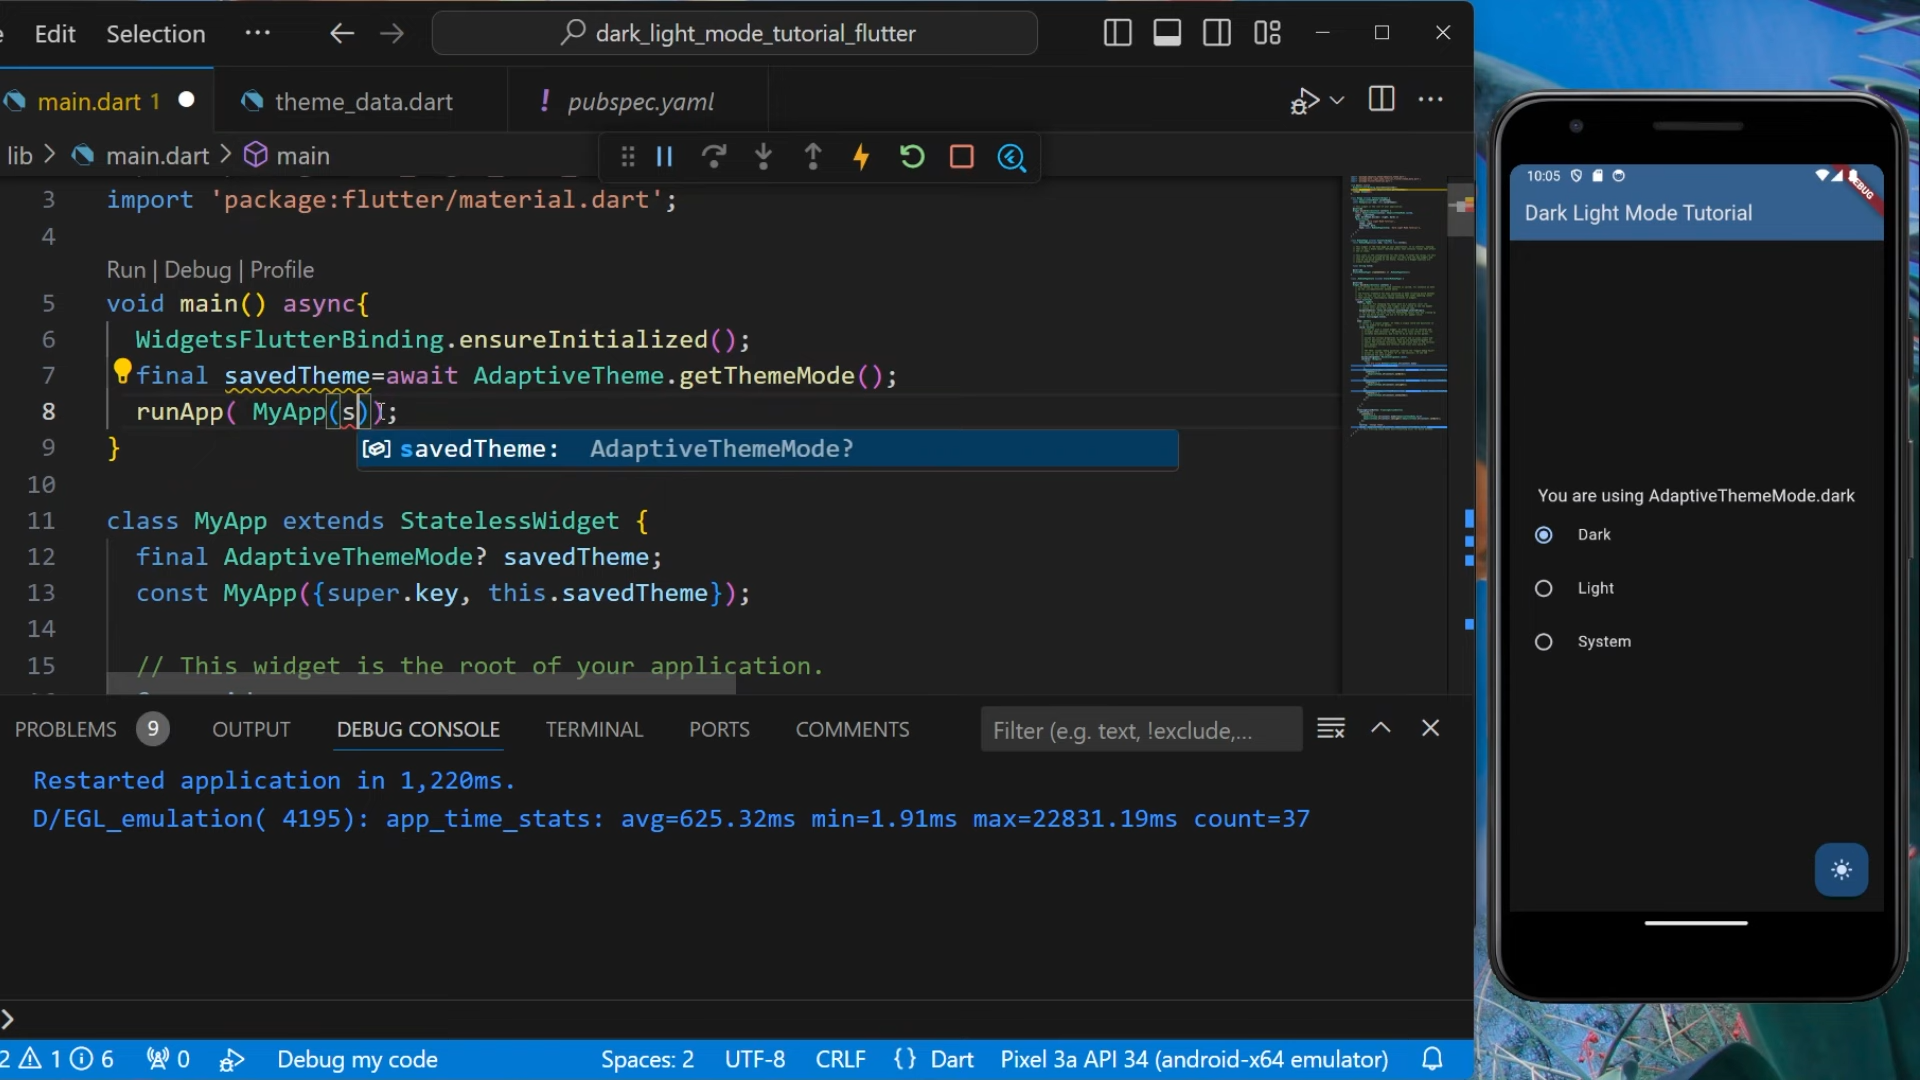 Edit Selection ··· dark_light_mode_tutorial_flutter
main.dart 1 theme_data.dart ! pubspec.yaml
lib > main.dart > main
3 import 'package:flutter/material.dart';
4
Run | Debug | Profile
5 void main() async{
6 WidgetsFlutterBinding.ensureInitialized();
7 final savedTheme=await AdaptiveTheme.getThemeMode();
8 runApp( MyApp(s));
savedTheme: AdaptiveThemeMode?
9 }
10
11 class MyApp extends StatelessWidget {
12 final AdaptiveThemeMode? savedTheme;
13 const MyApp({super.key, this.savedTheme});
14
15 // This widget is the root of your application.
PROBLEMS 9 OUTPUT DEBUG CONSOLE TERMINAL PORTS COMMENTS Filter (e.g. text, !exclude,...
Restarted application in 1,220ms.
D/EGL_emulation( 4195): app_time_stats: avg=625.32ms min=1.91ms max=22831.19ms count=37
>
2 1 6 0 Debug my code Spaces: 2 UTF-8 CRLF {} Dart Pixel 3a API 34 (android-x64 emulator)
10:05
DEBUG
Dark Light Mode Tutorial
You are using AdaptiveThemeMode.dark
Dark
Light
System